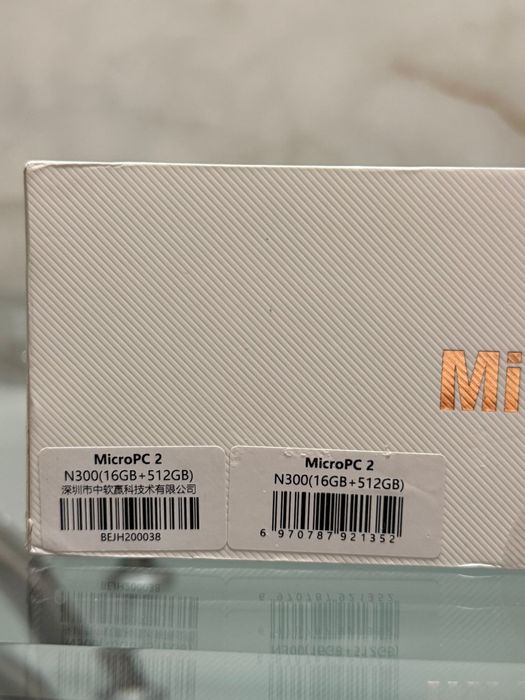 Mi
MicroPC 2
N300(16GB+512GB)
深圳市中软赢科技术有限公司
BEJH200038
MicroPC 2
N300(16GB+512GB)
6 970787 921352